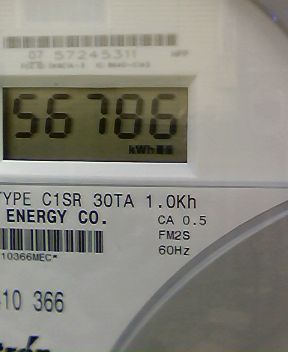 07 57245311
56786
kWh
TYPE C1SR 30TA 1.0Kh
ENERGY CO.
CA 0.5
FM2S
60Hz
10366MEC*
10 366